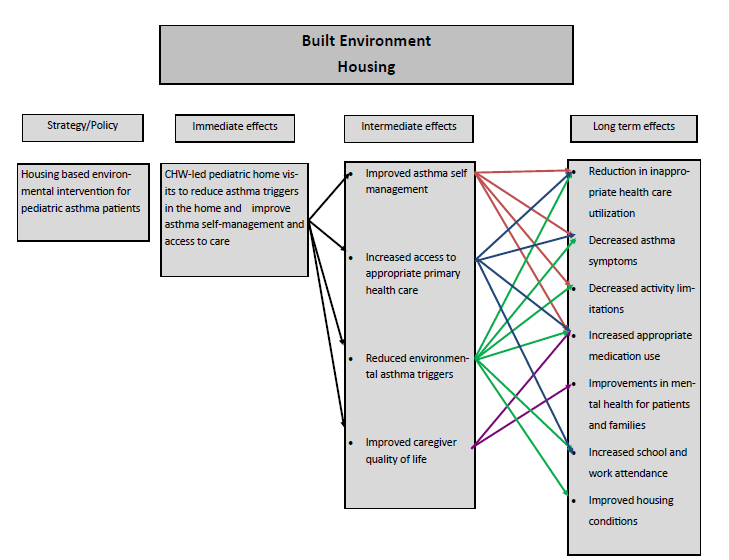 Built Environment
Housing
Strategy/Policy
Immediate effects
Intermediate effects
Long term effects
Housing based environ-
mental intervention for
pediatric asthma patients
CHW-led pediatric home vis-
its to reduce asthma triggers
in the home and improve
asthma self-management and
access to care
• Improved asthma self
management
• Increased access to
appropriate primary
health care
• Reduced environmen-
tal asthma triggers
• Improved caregiver
quality of life
• Reduction in inappro-
priate health care
utilization
• Decreased asthma
symptoms
• Decreased activity lim-
itations
• Increased appropriate
medication use
• Improvements in men-
tal health for patients
and families
• Increased school and
work attendance
• Improved housing
conditions